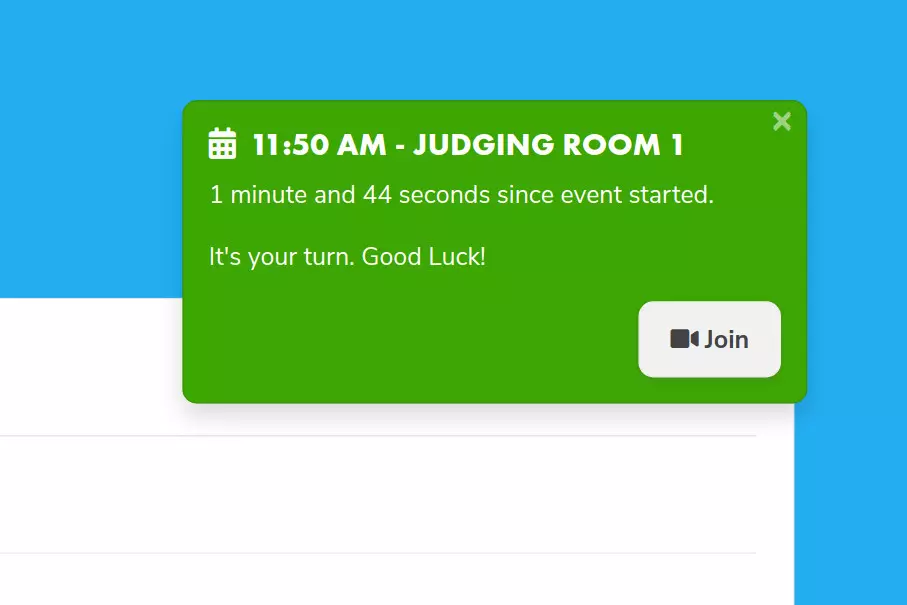 11:50 AM - JUDGING ROOM 1
1 minute and 44 seconds since event started.
It's your turn. Good Luck!
Join